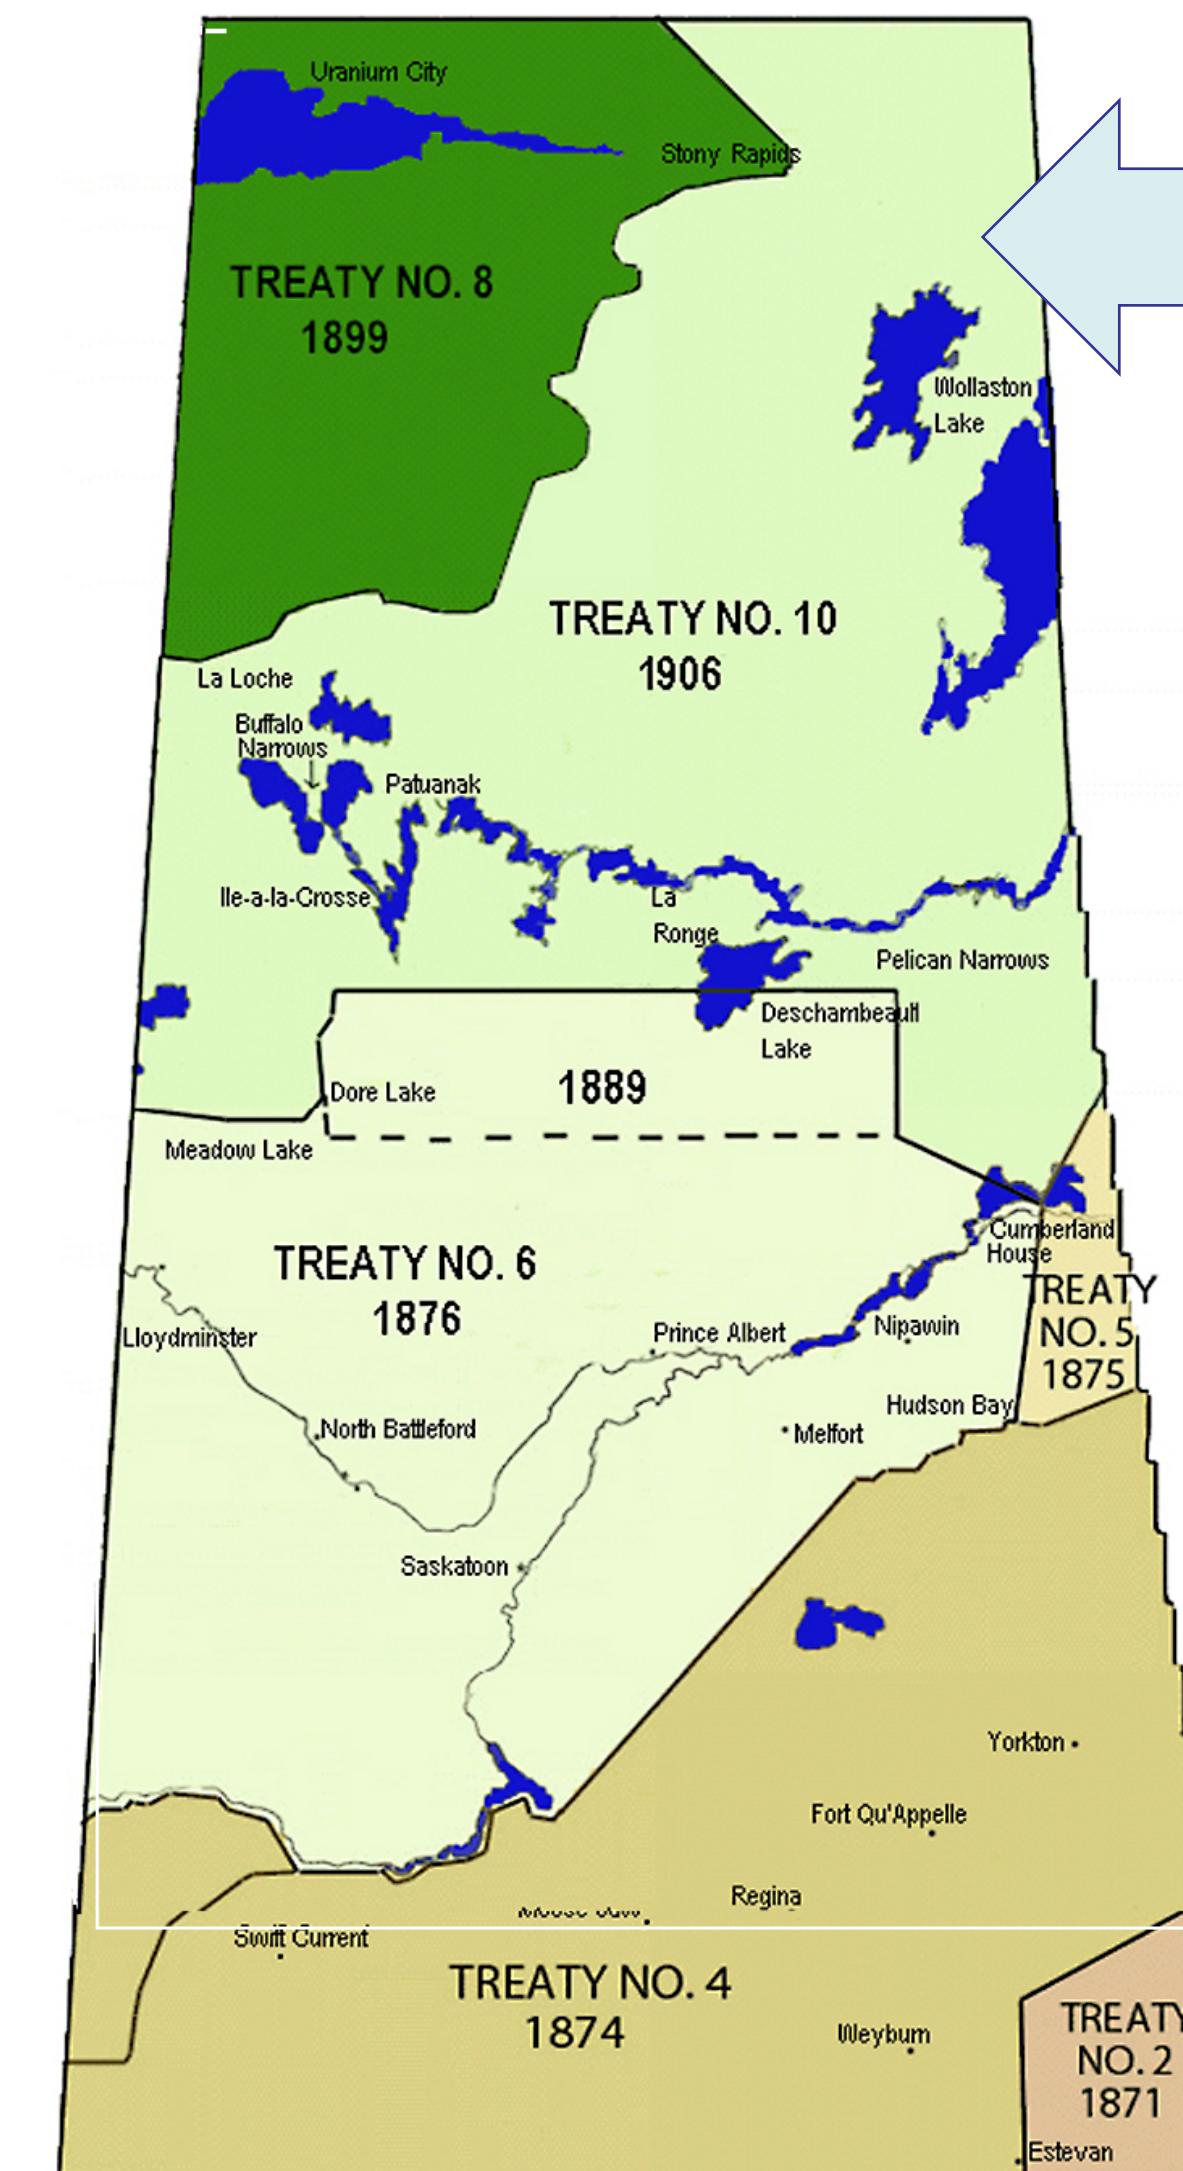 Uranium City
Stony Rapids
TREATY NO. 8
1899
Wollaston
Lake
TREATY NO. 10
1906
La Loche
Buffalo
Narrows
Patuanak
Ile-a-la-Crosse
La
Ronge
Pelican Narrows
Deschambeault
Lake
1889
Dore Lake
Meadow Lake
Cumberland
House
TREATY NO. 6
1876
TREATY
NO. 5
1875
Lloydminster
Prince Albert
Nipawin
Hudson Bay
North Battleford
Melfort
Saskatoon
Yorkton
Fort Qu'Appelle
Regina
Swift Current
TREATY NO. 4
1874
Weyburn
TREATY
NO. 2
1871
Estevan